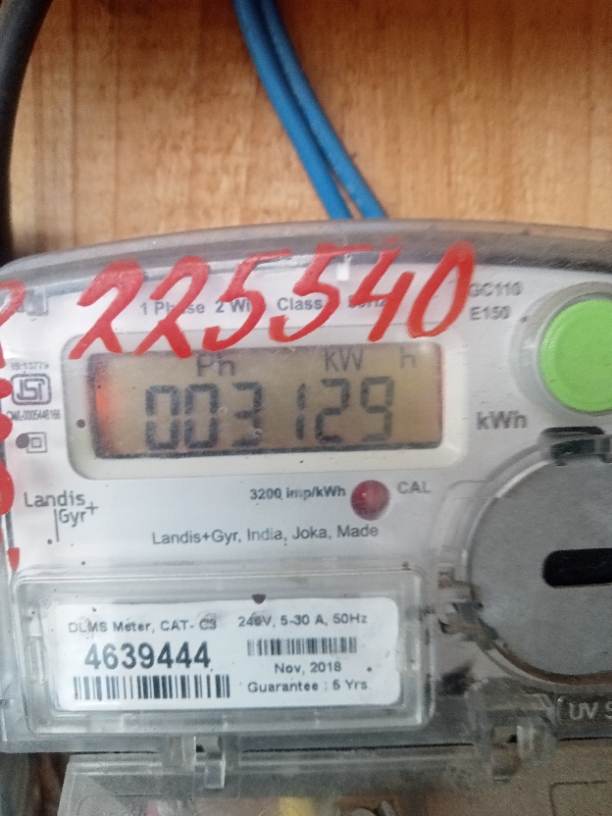 225540
1 Phase 2 Wi Class
GC110
E150
Ph kW h
003129
kWh
3200 imp/kWh CAL
Landis
Gyr+
Landis+Gyr, India, Joka, Made
DLMS Meter, CAT- C3 240V, 5-30 A, 50Hz
4639444
Nov, 2018
Guarantee : 5 Yrs.
UV S